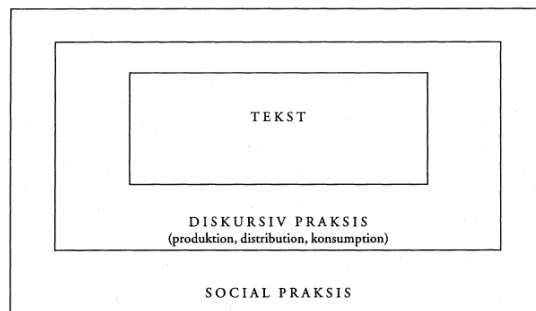 TEKST
DISKURSIV PRAKSIS
(produktion, distribution, konsumption)
SOCIAL PRAKSIS